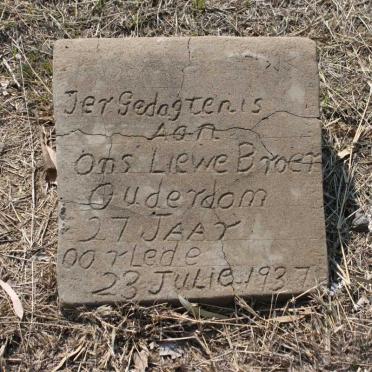 Ter Gedagtenis
aan
Ons Liewe Broer
Ouderdom
27 Jaar
Oorlede
23 Julie 1937